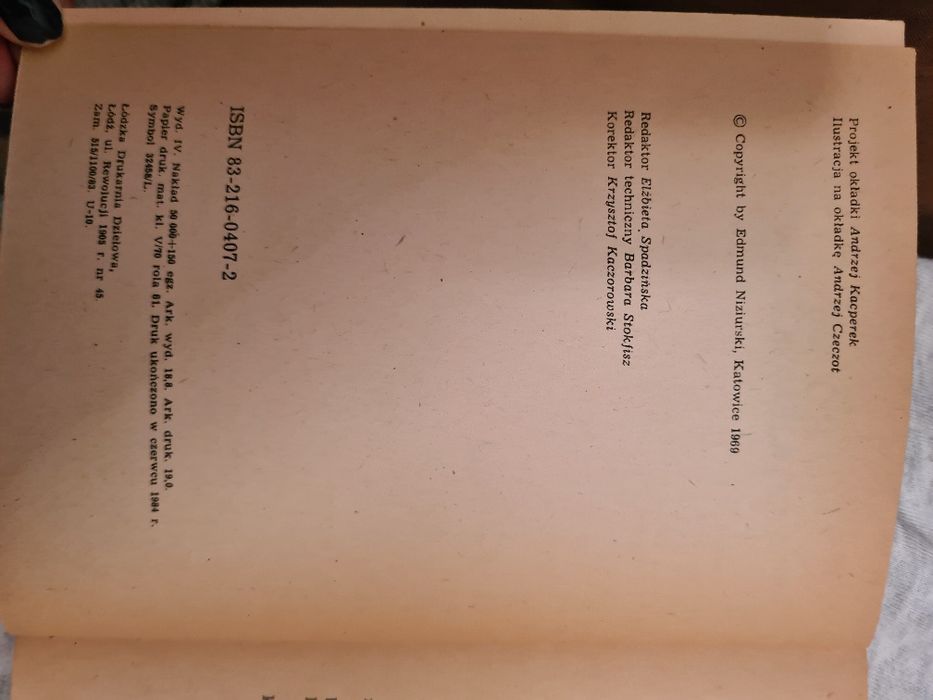 Projekt okładki Andrzej Kacperek
Ilustracja na okładkę Andrzej Czeczot
© Copyright by Edmund Niziurski, Katowice 1969
Redaktor Elżbieta Spadzińska
Redaktor techniczny Barbara Stokfisz
Korektor Krzysztof Kaczorowski
ISBN 83-216-0407-2
Wyd. IV. Nakład 50 000+150 egz. Ark. wyd. 18,8. Ark. druk. 19,0.
Papier druk. mat. kl. V/70 rola 61. Druk ukończono w czerwcu 1984 r.
Symbol 32458/L.
Łódzka Drukarnia Dziełowa,
Łódź, ul. Rewolucji 1905 r. nr 45.
Zam. 515/1100/83. U-10.